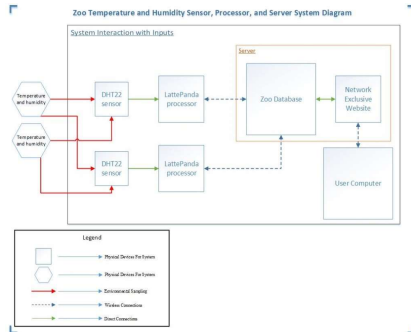 Zoo Temperature and Humidity Sensor, Processor, and Server System Diagram
System Interaction with Inputs
Server
Temperature
and humidity
DHT22
sensor
LattePanda
processor
Zoo Database
Network
Exclusive
Website
Temperature
and humidity
DHT22
sensor
LattePanda
processor
User Computer
Legend
Physical Devices For System
Physical Devices For System
Environmental Sampling
Wireless Connections
Direct Connections